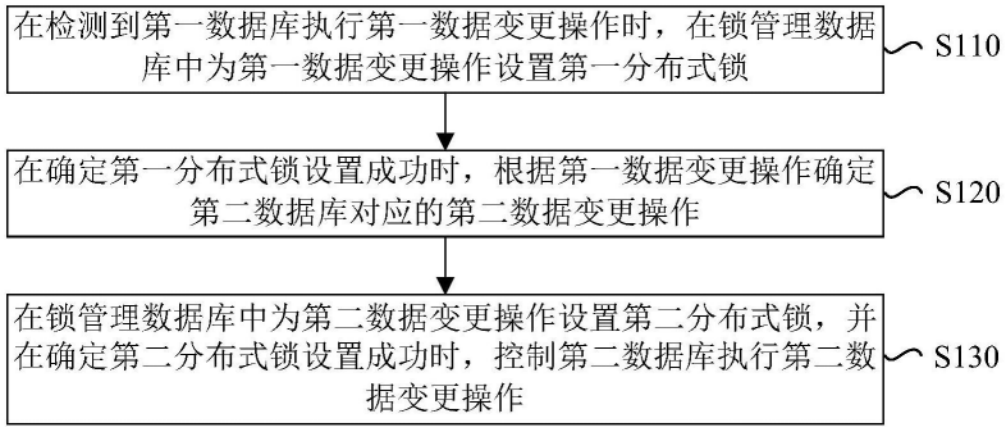 在检测到第一数据库执行第一数据变更操作时，在锁管理数据
库中为第一数据变更操作设置第一分布式锁
S110
在确定第一分布式锁设置成功时，根据第一数据变更操作确定
第二数据库对应的第二数据变更操作
S120
在锁管理数据库中为第二数据变更操作设置第二分布式锁，并
在确定第二分布式锁设置成功时，控制第二数据库执行第二数
据变更操作
S130